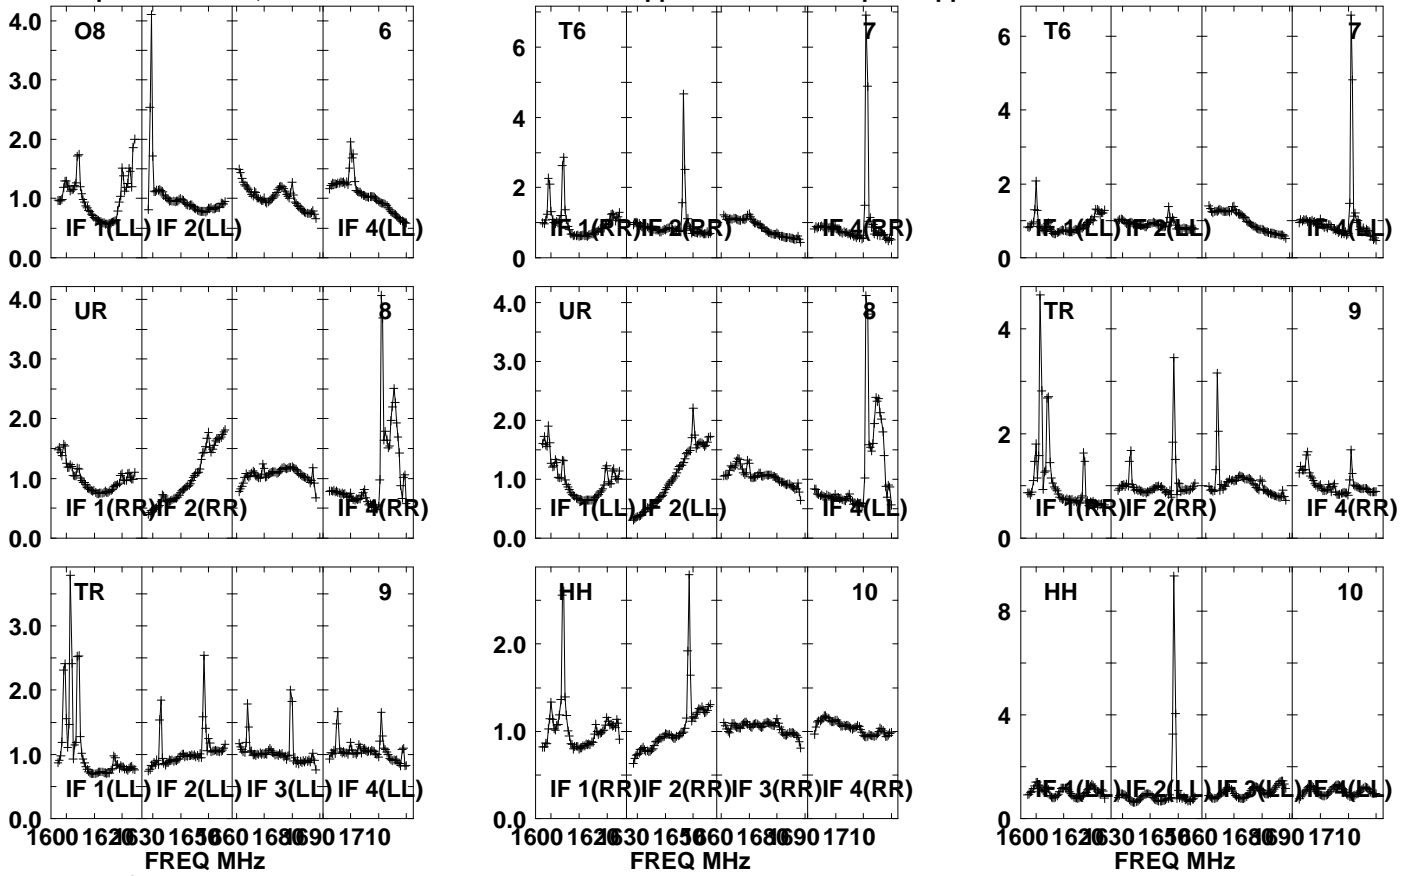 O8 6
4.0
3.0
2.0
1.0
0.0
IF 1(LL) IF 2(LL) IF 4(LL)
T6 7
6
4
2
0
IF 1(RR) IF 2(RR) IF 4(RR)
T6 7
6
4
2
0
IF 1(LL) IF 2(LL) IF 4(LL)
UR 8
4.0
3.0
2.0
1.0
0.0
IF 1(RR) IF 2(RR) IF 4(RR)
UR 8
4.0
3.0
2.0
1.0
0.0
IF 1(LL) IF 2(LL) IF 4(LL)
TR 9
4
2
0
IF 1(RR) IF 2(RR) IF 4(RR)
TR 9
3.0
2.0
1.0
0.0
IF 1(LL) IF 2(LL) IF 3(LL) IF 4(LL)
1600 1620 1630 1650 1660 1680 1690 1710
FREQ MHz
HH 10
2.0
1.0
0.0
IF 1(RR) IF 2(RR) IF 3(RR) IF 4(RR)
1600 1620 1630 1650 1660 1680 1690 1710
FREQ MHz
HH 10
8
4
0
IF 1(LL) IF 2(LL) IF 3(LL) IF 4(LL)
1600 1620 1630 1650 1660 1680 1690 1710
FREQ MHz